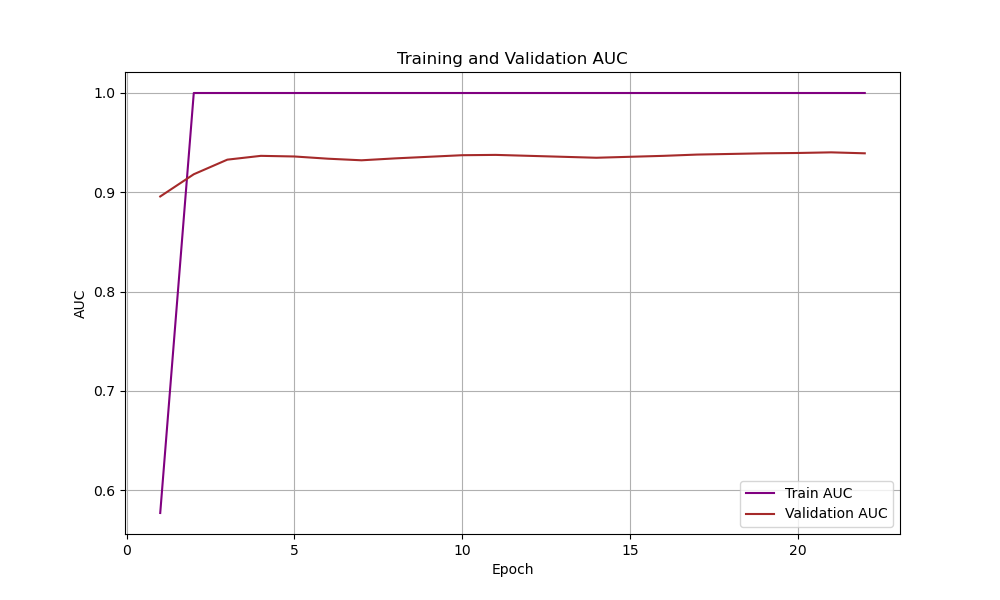 Training and Validation AUC
1.0
0.9
0.8
0.7
0.6
AUC
Train AUC
Validation AUC
0 5 10 15 20
Epoch